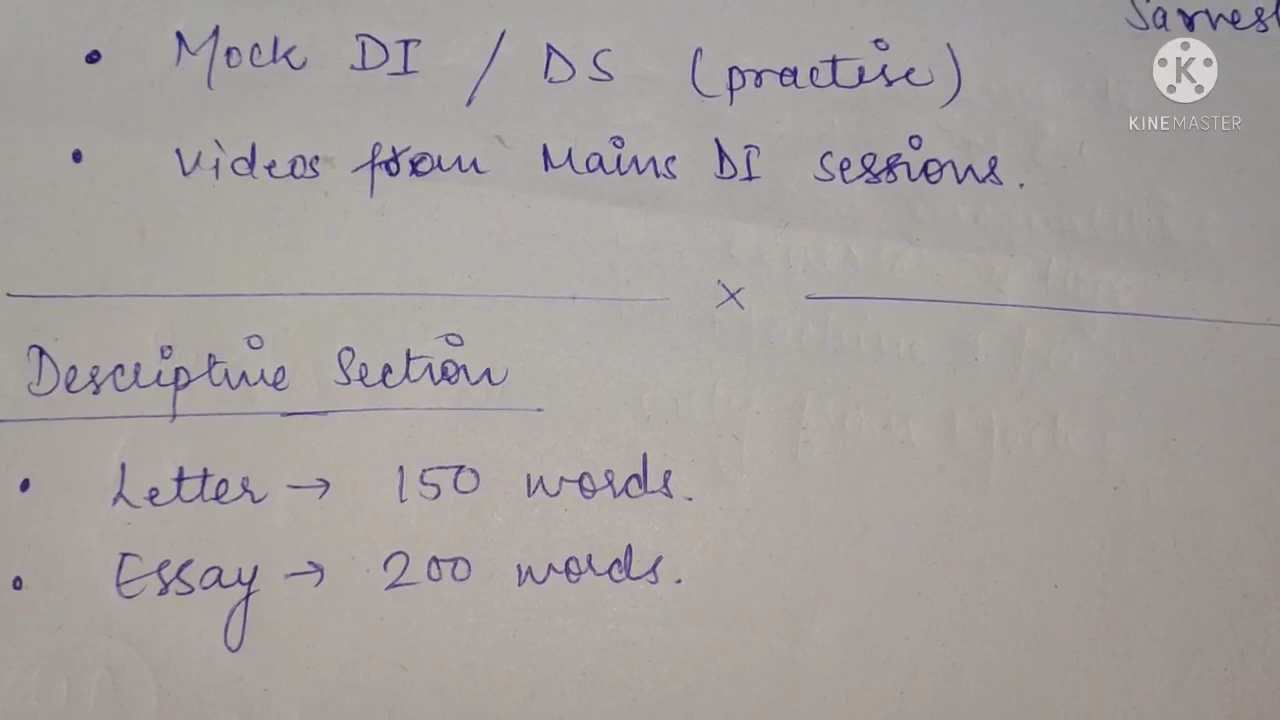 • Mock DI / DS (practise)
• Videos from Mains DI sessions.
x
Descriptive Section
• Letter → 150 words.
• Essay → 200 words.
KINEMASTER